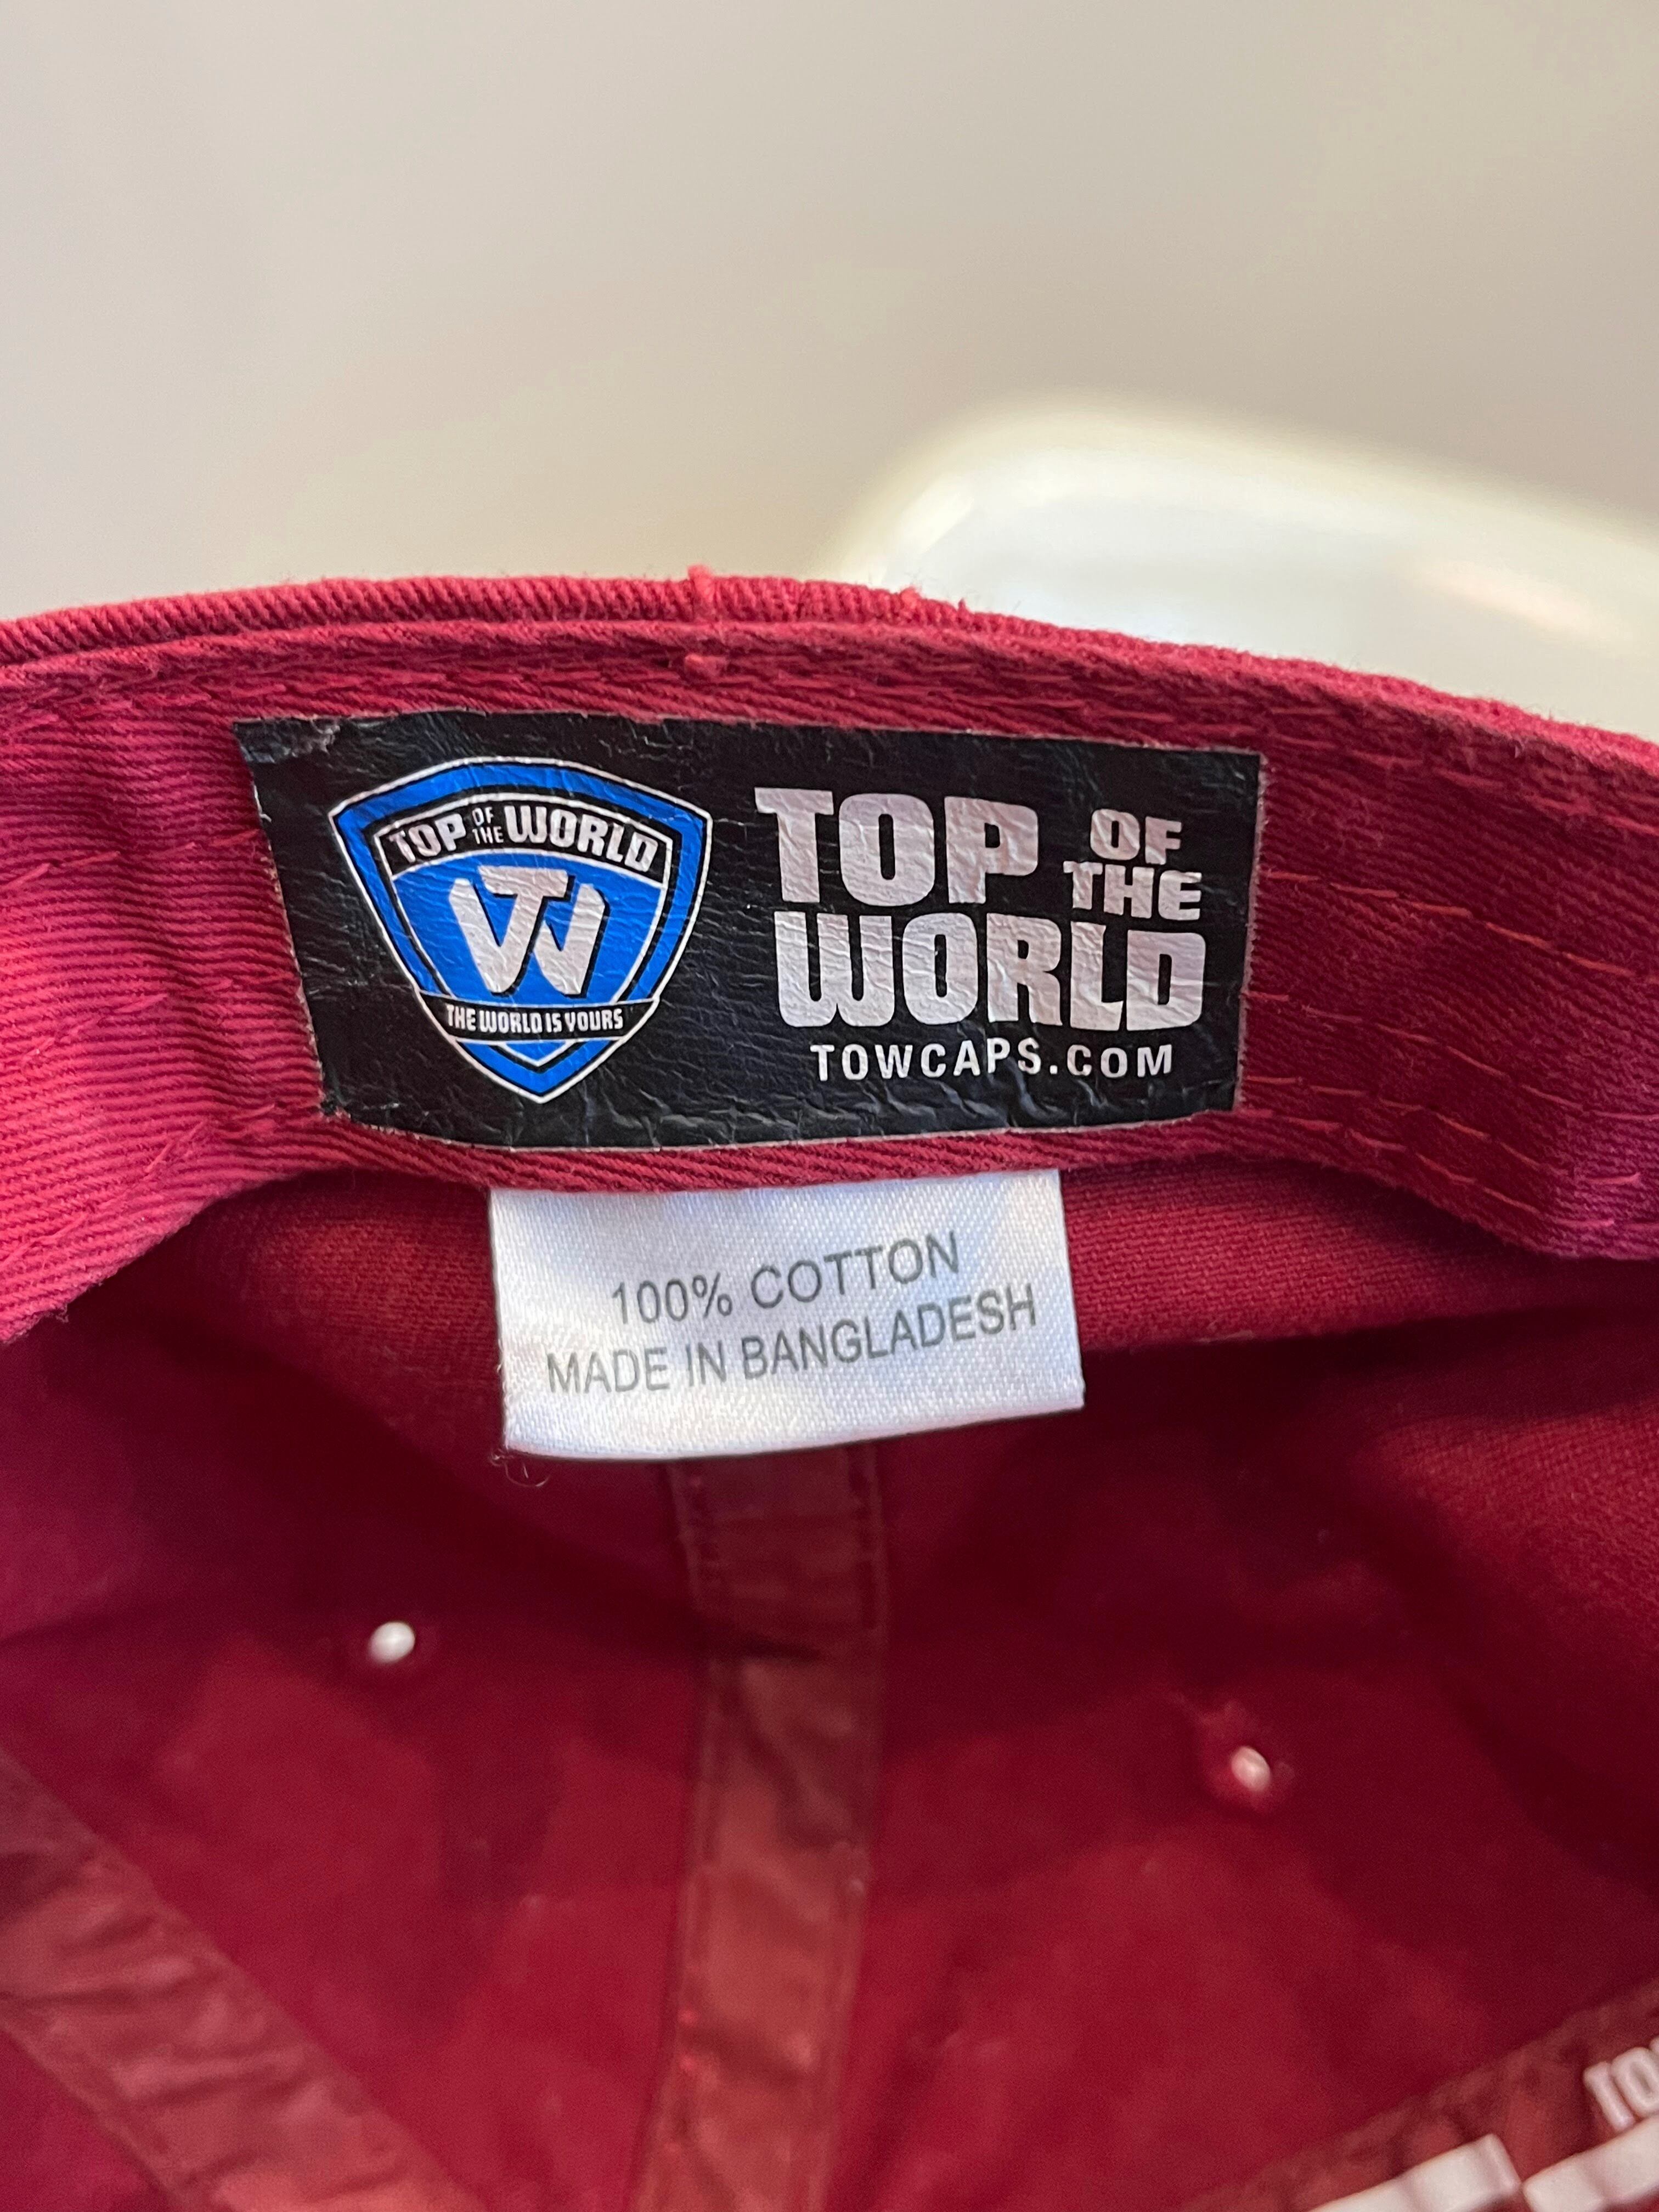 TOP OF THE WORLD
TW
THE WORLD IS YOURS
TOP OF THE
WORLD
TOWCAPS.COM
100% COTTON
MADE IN BANGLADESH